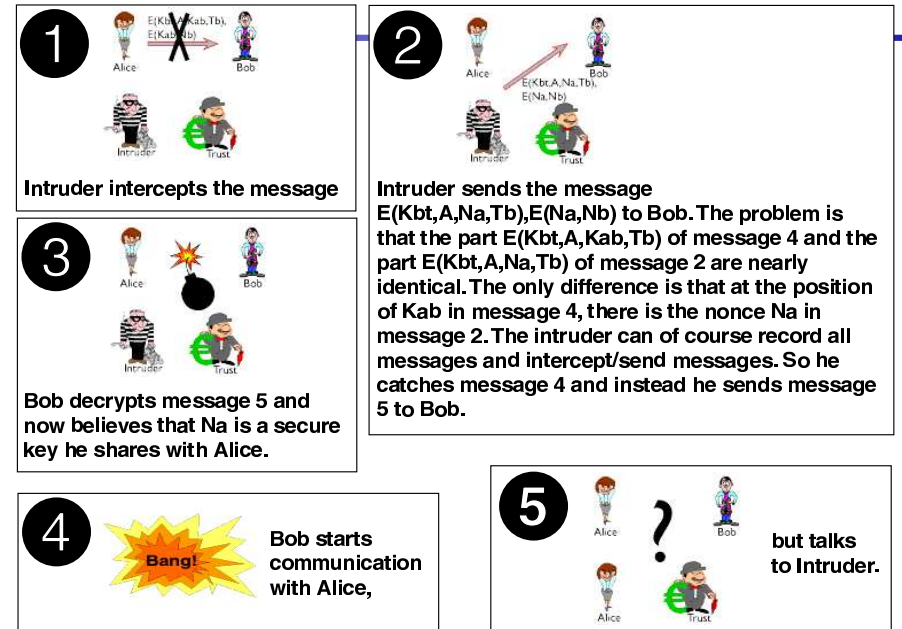 1
E(Kbt,A,Kab,Tb),
E(Kab,Nb)
Alice
Bob
Intruder
Trust
Intruder intercepts the message
2
Alice
Bob
E(Kbt,A,Na,Tb),
E(Na,Nb)
Intruder
Trust
Intruder sends the message
E(Kbt,A,Na,Tb),E(Na,Nb) to Bob. The problem is
that the part E(Kbt,A,Kab,Tb) of message 4 and the
part E(Kbt,A,Na,Tb) of message 2 are nearly
identical. The only difference is that at the position
of Kab in message 4, there is the nonce Na in
message 2. The intruder can of course record all
messages and intercept/send messages. So he
catches message 4 and instead he sends message
5 to Bob.
3
Alice
Bob
Intruder
Trust
Bob decrypts message 5 and
now believes that Na is a secure
key he shares with Alice.
4
Bang!
Bob starts
communication
with Alice,
5
Alice
?
Bob
Alice
Trust
but talks
to Intruder.